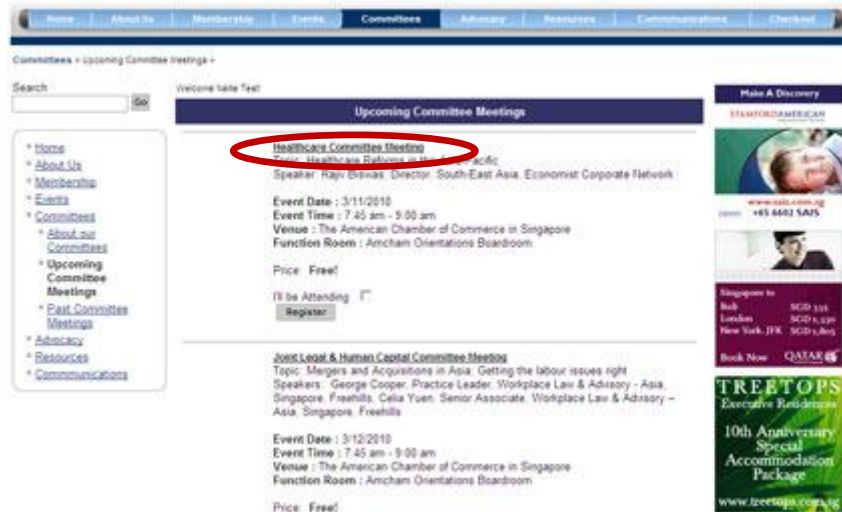 Home About Us Membership Events Committees Advocacy Resources Communications Checkout
Committees » Upcoming Committee Meetings »
Search
Go
Welcome Test
Upcoming Committee Meetings
* Home
* About Us
* Membership
* Events
* Committees
* About our
Committees
* Upcoming
Committee
Meetings
* Past Committee
Meetings
* Advocacy
* Resources
* Communications
Healthcare Committee Meeting
Topic: Healthcare Reforms in the Pacific
Speaker: Rajiv Biswas, Director, South-East Asia, Economist Corporate Network
Event Date : 3/11/2010
Event Time : 7:45 am - 9:00 am
Venue : The American Chamber of Commerce in Singapore
Function Room : Amcham Orientations Boardroom
Price: Free!
I'll be Attending
Register
Joint Legal & Human Capital Committee Meeting
Topic: Mergers and Acquisitions in Asia: Getting the labour issues right
Speakers: George Cooper, Practice Leader, Workplace Law & Advisory - Asia,
Singapore, Freehills, Celia Yuen, Senior Associate, Workplace Law & Advisory –
Asia, Singapore, Freehills
Event Date : 3/12/2010
Event Time : 7:45 am - 9:00 am
Venue : The American Chamber of Commerce in Singapore
Function Room : Amcham Orientations Boardroom
Price: Free!
Make A Discovery
STAMFORD AMERICAN
www.sais.com.sg
+65 6602 SAIS
Singapore to
Bali SGD 335
London SGD
New York, JFK SGD
Book Now QATAR
TREETOPS
Executive Residences
10th Anniversary
Special
Accommodation
Package
www.treetops.com.sg